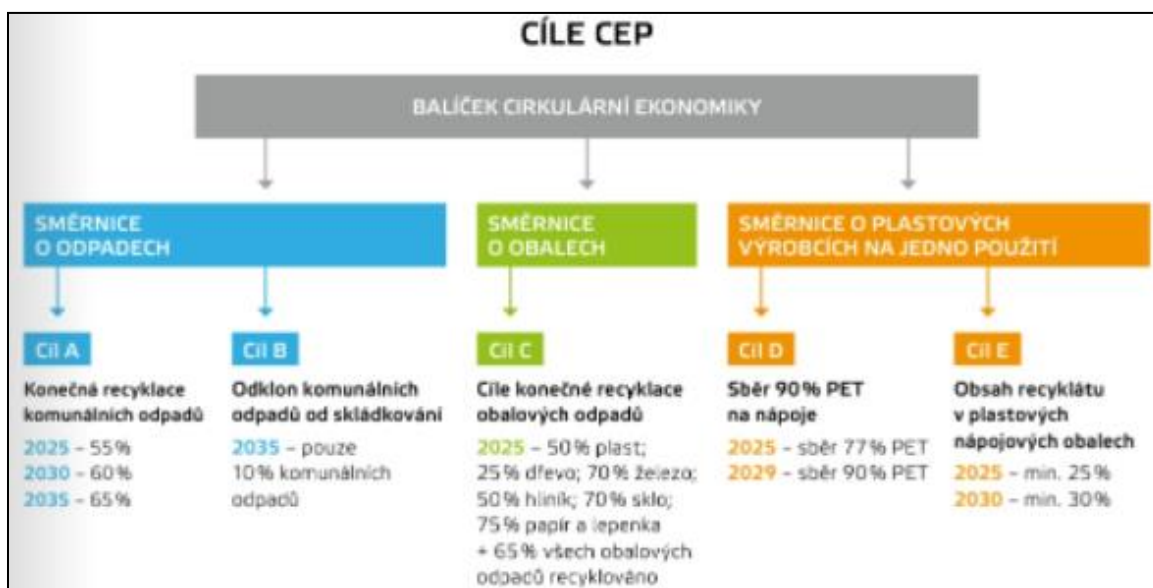 CÍLE CEP
BALÍČEK CIRKULÁRNÍ EKONOMIKY
SMĚRNICE
O ODPADECH
Cíl A
Konečná recyklace
komunálních odpadů
2025 – 55%
2030 – 60%
2035 – 65%
Cíl B
Odklon komunálních
odpadů od skládkování
2035 – pouze
10% komunálních
odpadů
SMĚRNICE
O OBALECH
Cíl C
Cíle konečné recyklace
obalových odpadů
2025 – 50% plast;
25% dřevo; 70% železo;
50% hliník; 70% sklo;
75% papír a lepenka
+ 65% všech obalových
odpadů recyklováno
SMĚRNICE O PLASTOVÝCH
VÝROBCÍCH NA JEDNO POUŽITÍ
Cíl D
Sběr 90% PET
na nápoje
2025 – sběr 77% PET
2029 – sběr 90% PET
Cíl E
Obsah recyklátu
v plastových
nápojových obalech
2025 – min. 25%
2030 – min. 30%